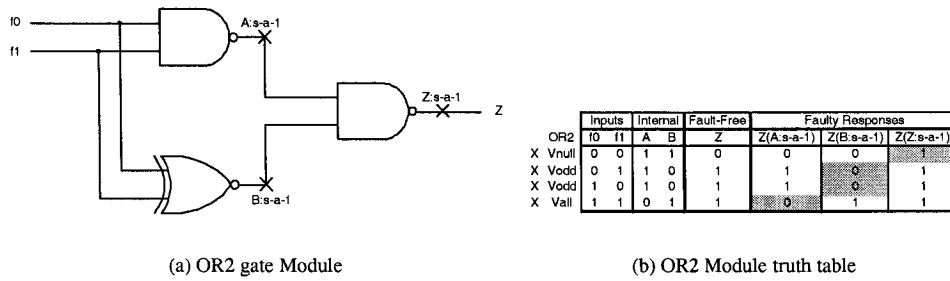 f0
f1
A:s-a-1
Z:s-a-1
Z
B:s-a-1
Inputs Internal Fault-Free Faulty Responses
OR2 f0 f1 A B Z Z(A:s-a-1) Z(B:s-a-1) Z(Z:s-a-1)
X Vnull 0 0 1 1 0 0 0 1
X Vodd 0 1 1 0 1 1 0 1
X Vodd 1 0 1 0 1 1 0 1
X Vall 1 1 0 1 1 0 1 1
(a) OR2 gate Module
(b) OR2 Module truth table